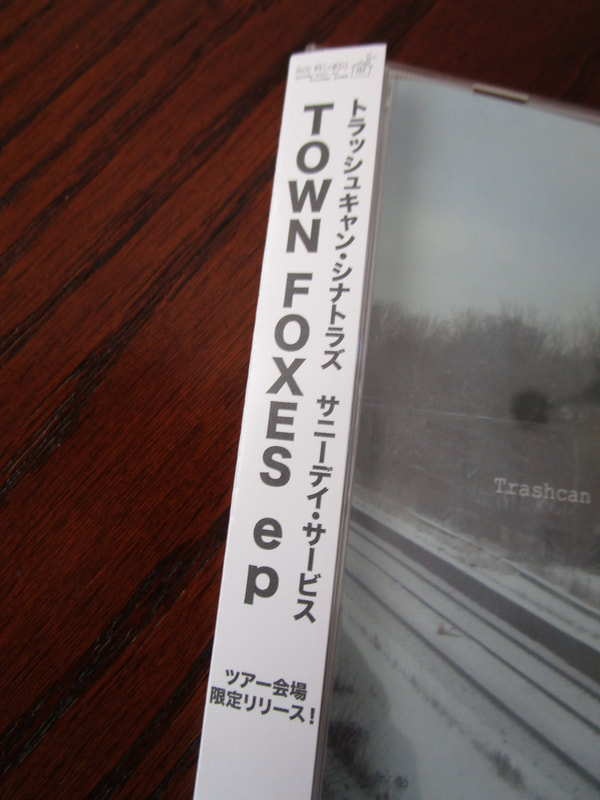 トラッシュキャン・シナトラズ サニーデイ・サービス
TOWN FOXES ep
ツアー会場
限定リリース！
Trashcan